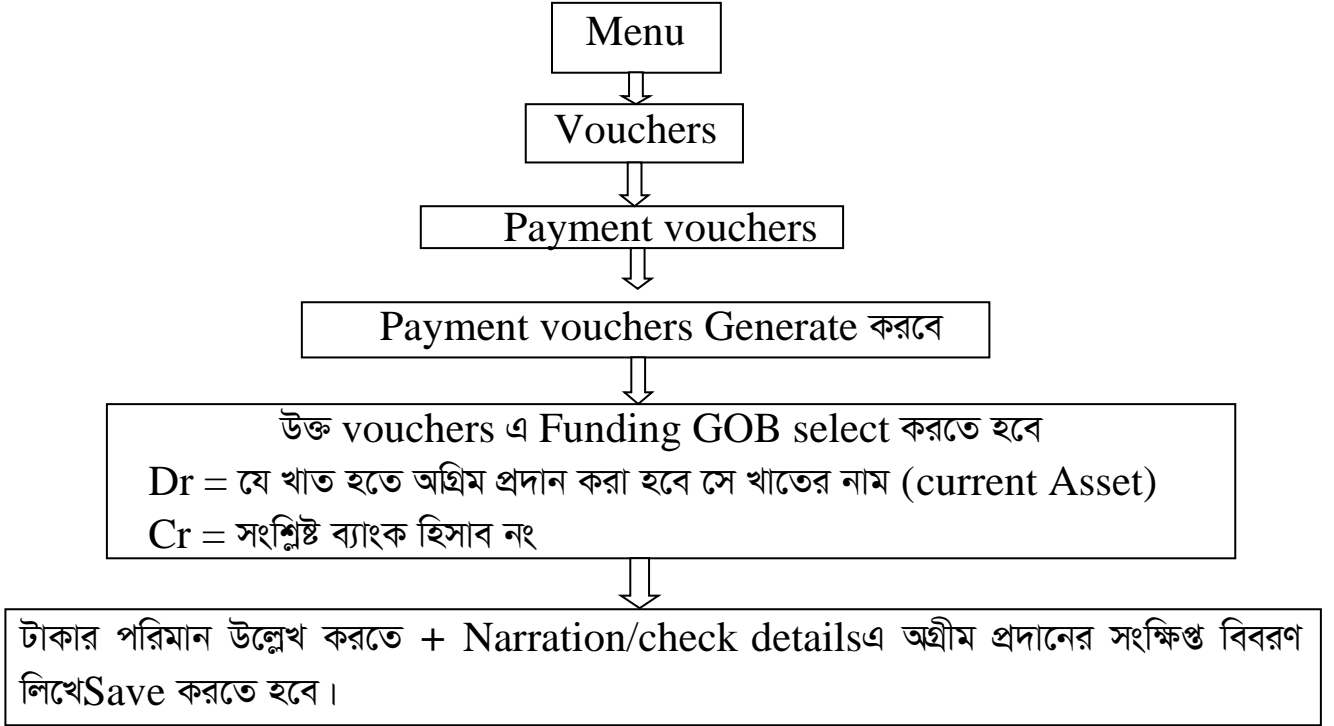 Menu
Vouchers
Payment vouchers
Payment vouchers Generate করবে
উক্ত vouchers এ Funding GOB select করতে হবে
Dr = যে খাত হতে অগ্রিম প্রদান করা হবে সে খাতের নাম (current Asset)
Cr = সংশ্লিষ্ট ব্যাংক হিসাব নং
টাকার পরিমান উল্লেখ করতে + Narration/check detailsএ অগ্রীম প্রদানের সংক্ষিপ্ত বিবরণ
লিখেSave করতে হবে।